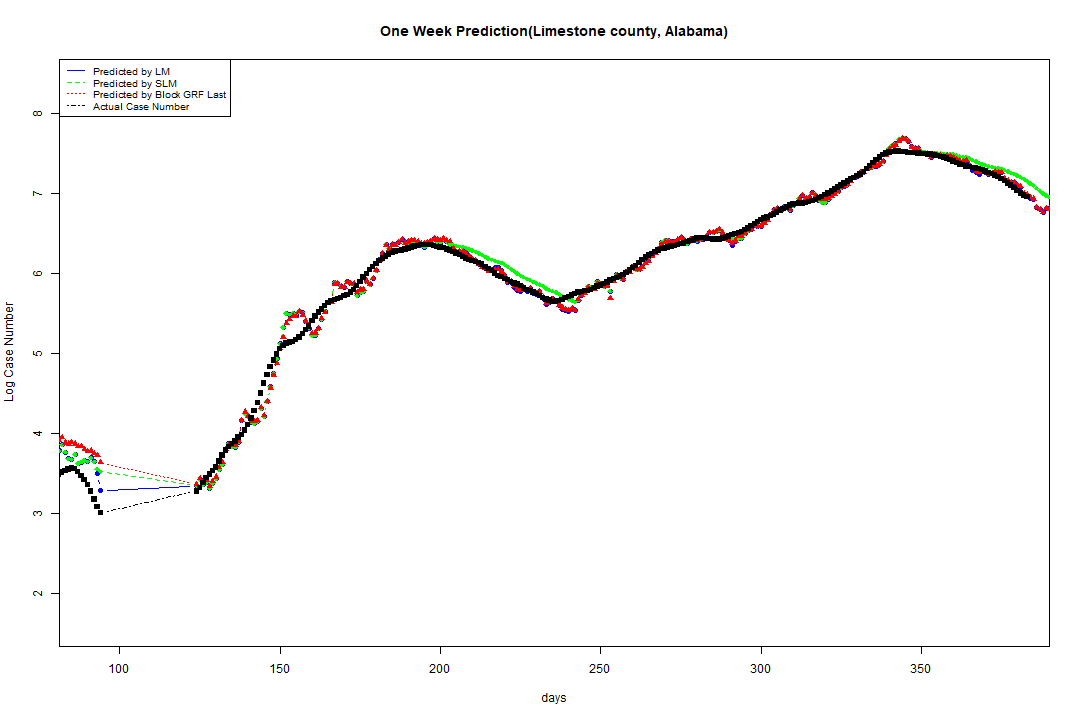 One Week Prediction(Limestone county, Alabama)
Predicted by LM
Predicted by SLM
Predicted by Block GRF Last
Actual Case Number
8
7
6
5
4
3
2
Log Case Number
100 150 200 250 300 350
days